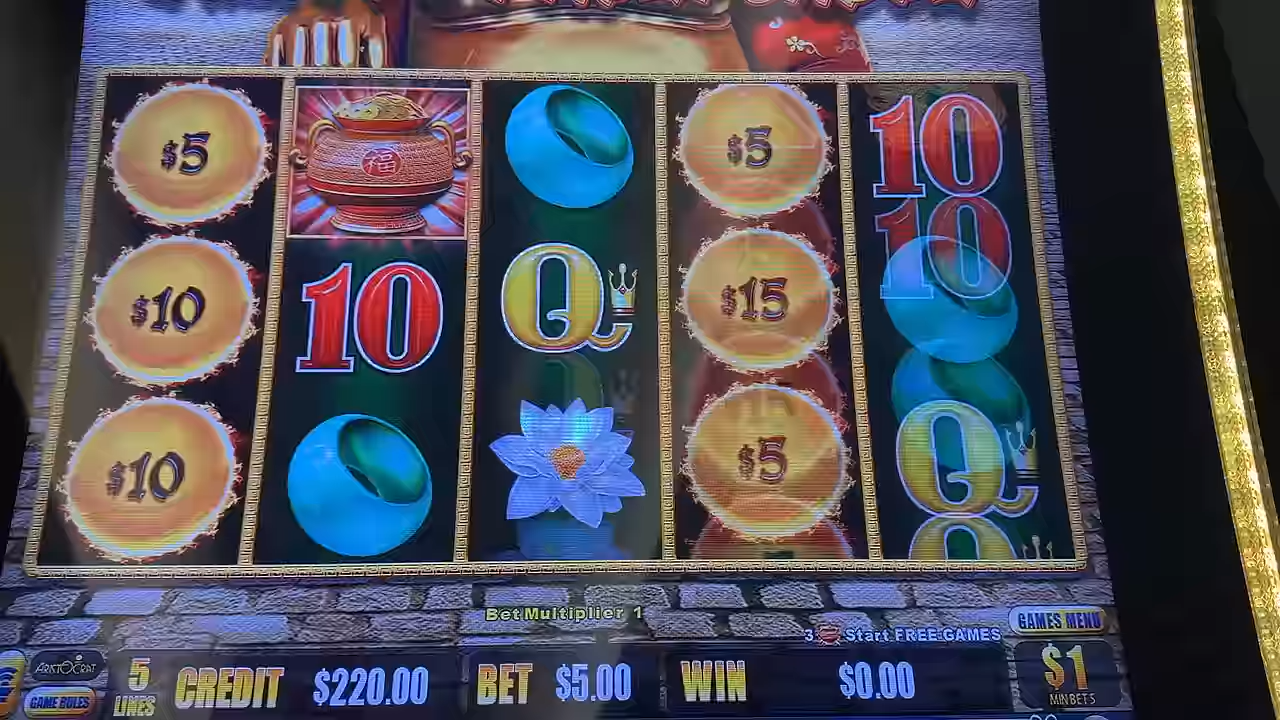 $5 $5 10
福
10
$10 10 Q $15
$10 $5 Q
Bet Multiplier 1
3 Start FREE GAMES
GAMES MENU
ARISTOCRAT
GAME RULES
5 LINES
CREDIT $220.00
BET $5.00
WIN $0.00
$1
MIN BETS